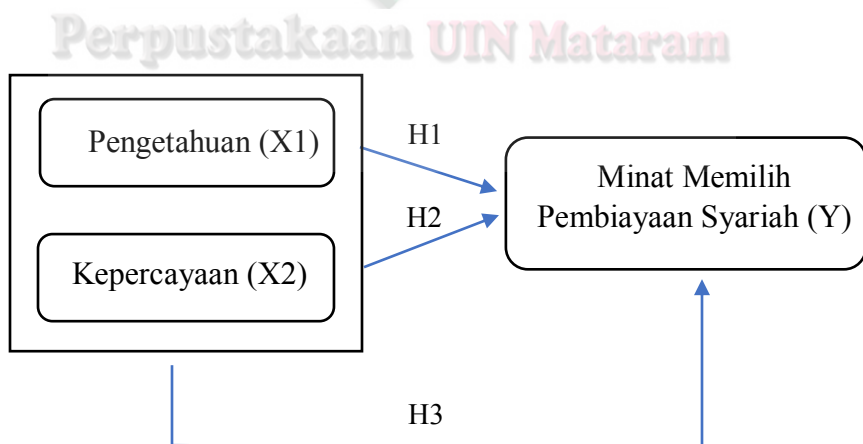 Perpustakaan UIN Mataram
Pengetahuan (X1)
H1
Minat Memilih
Pembiayaan Syariah (Y)
H2
Kepercayaan (X2)
H3